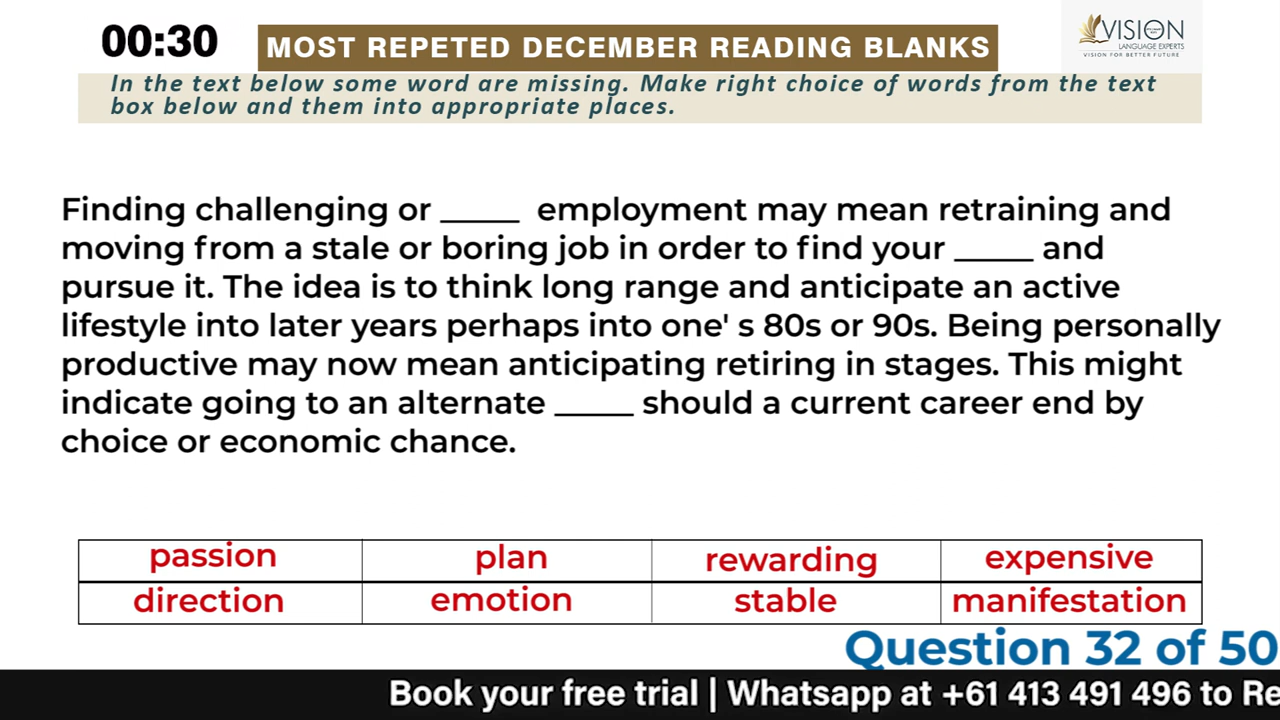 00:30
MOST REPETED DECEMBER READING BLANKS
VISION
LANGUAGE EXPERTS
VISION FOR BETTER FUTURE
In the text below some word are missing. Make right choice of words from the text
box below and them into appropriate places.
Finding challenging or _____ employment may mean retraining and
moving from a stale or boring job in order to find your _____ and
pursue it. The idea is to think long range and anticipate an active
lifestyle into later years perhaps into one' s 80s or 90s. Being personally
productive may now mean anticipating retiring in stages. This might
indicate going to an alternate _____ should a current career end by
choice or economic chance.
passion plan rewarding expensive
direction emotion stable manifestation
Question 32 of 50
Book your free trial | Whatsapp at +61 413 491 496 to Re